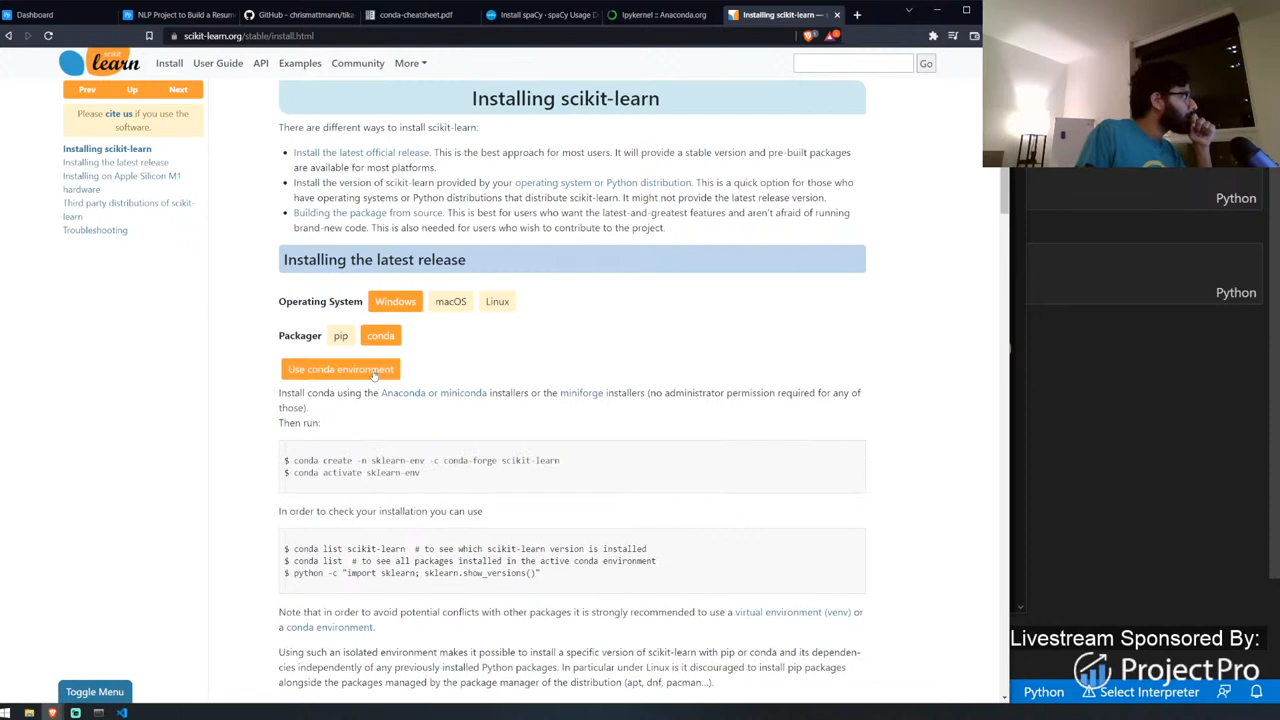 Dashboard
NLP Project to Build a Resum
GitHub - chrismattmann/tika
conda-cheatsheet.pdf
Install spaCy · spaCy Usage D
Ipykernel :: Anaconda.org
Installing scikit-learn —
scikit-learn.org/stable/install.html
scikit
learn
Install
User Guide
API
Examples
Community
More
Go
Prev
Up
Next
Please cite us if you use the
software.
Installing scikit-learn
Installing the latest release
Installing on Apple Silicon M1
hardware
Third party distributions of scikit-
learn
Troubleshooting
Toggle Menu
Installing scikit-learn
There are different ways to install scikit-learn:
Install the latest official release. This is the best approach for most users. It will provide a stable version and pre-built packages
are available for most platforms.
Install the version of scikit-learn provided by your operating system or Python distribution. This is a quick option for those who
have operating systems or Python distributions that distribute scikit-learn. It might not provide the latest release version.
Building the package from source. This is best for users who want the latest-and-greatest features and aren't afraid of running
brand-new code. This is also needed for users who wish to contribute to the project.
Installing the latest release
Operating System Windows macOS Linux
Packager pip conda
Use conda environment
Install conda using the Anaconda or miniconda installers or the miniforge installers (no administrator permission required for any of
those).
Then run:
$ conda create -n sklearn-env -c conda-forge scikit-learn
$ conda activate sklearn-env
In order to check your installation you can use
$ conda list scikit-learn # to see which scikit-learn version is installed
$ conda list # to see all packages installed in the active conda environment
$ python -c "import sklearn; sklearn.show_versions()"
Note that in order to avoid potential conflicts with other packages it is strongly recommended to use a virtual environment (venv) or
a conda environment.
Using such an isolated environment makes it possible to install a specific version of scikit-learn with pip or conda and its dependen-
cies independently of any previously installed Python packages. In particular under Linux is it discouraged to install pip packages
alongside the packages managed by the package manager of the distribution (apt, dnf, pacman...).
Python
Python
Livestream Sponsored By:
ProjectPro
Python
Select Interpreter